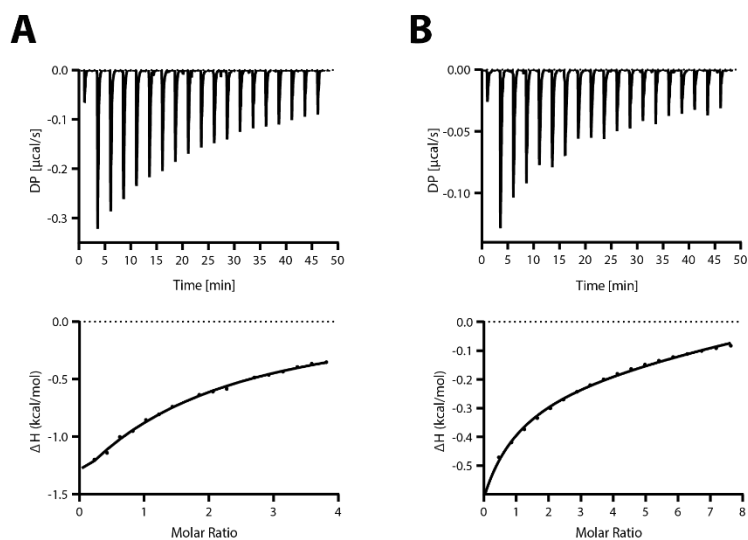 A
B
0.0
-0.1
-0.2
-0.3
DP [µcal/s]
0 5 10 15 20 25 30 35 40 45 50
Time [min]
0.0
-0.05
-0.10
DP [µcal/s]
0 5 10 15 20 25 30 35 40 45 50
Time [min]
0.0
-0.5
-1.0
-1.5
ΔH (kcal/mol)
0 1 2 3 4
Molar Ratio
0.0
-0.1
-0.2
-0.3
-0.4
-0.5
ΔH (kcal/mol)
0 1 2 3 4 5 6 7 8
Molar Ratio